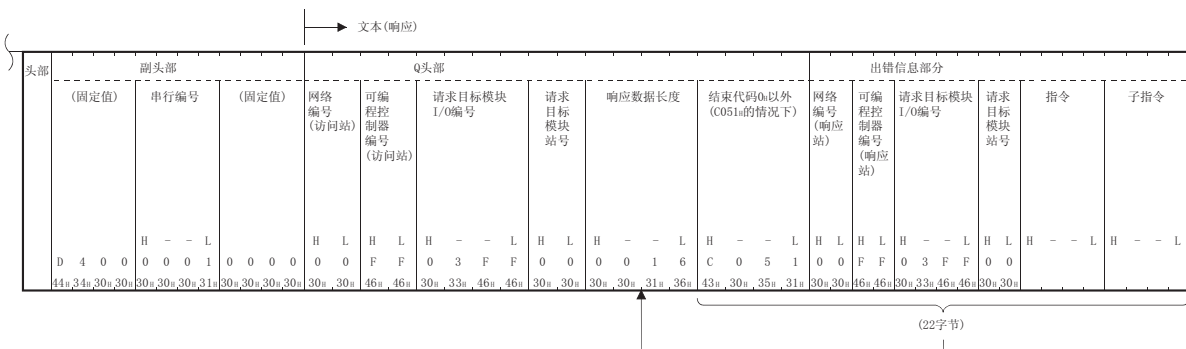 文本(响应)
头部 副头部 Q头部 出错信息部分
(固定值) 串行编号 (固定值) 网络编号(访问站) 可编程控制器编号(访问站) 请求目标模块I/O编号 请求目标模块站号 响应数据长度 结束代码0H以外(C051H的情况下) 网络编号(响应站) 可编程控制器编号(响应站) 请求目标模块I/O编号 请求目标模块站号 指令 子指令
H - - L H L H L H - - L H L H - - L H - - L H L H L H - - L H L H - - L H - - L
D 4 0 0 0 0 0 1 0 0 0 0 0 0 F F 0 3 F F 0 0 0 0 1 6 C 0 5 1 0 0 F F 0 3 F F 0 0
44H 34H 30H 30H 30H 30H 30H 31H 30H 30H 30H 30H 30H 30H 46H 46H 30H 33H 46H 46H 30H 30H 30H 30H 31H 36H 43H 30H 35H 31H 30H 30H 46H 46H 30H 33H 46H 46H 30H 30H
(22字节)